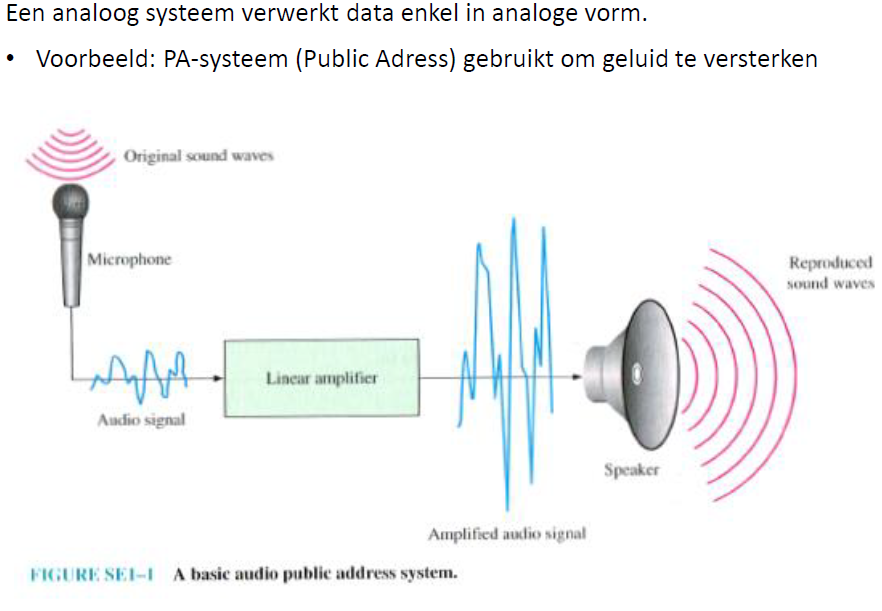 Een analoog systeem verwerkt data enkel in analoge vorm.
• Voorbeeld: PA-systeem (Public Adress) gebruikt om geluid te versterken
Original sound waves
Microphone
Reproduced
sound waves
Linear amplifier
Audio signal
Speaker
Amplified audio signal
FIGURE SE1–1 A basic audio public address system.